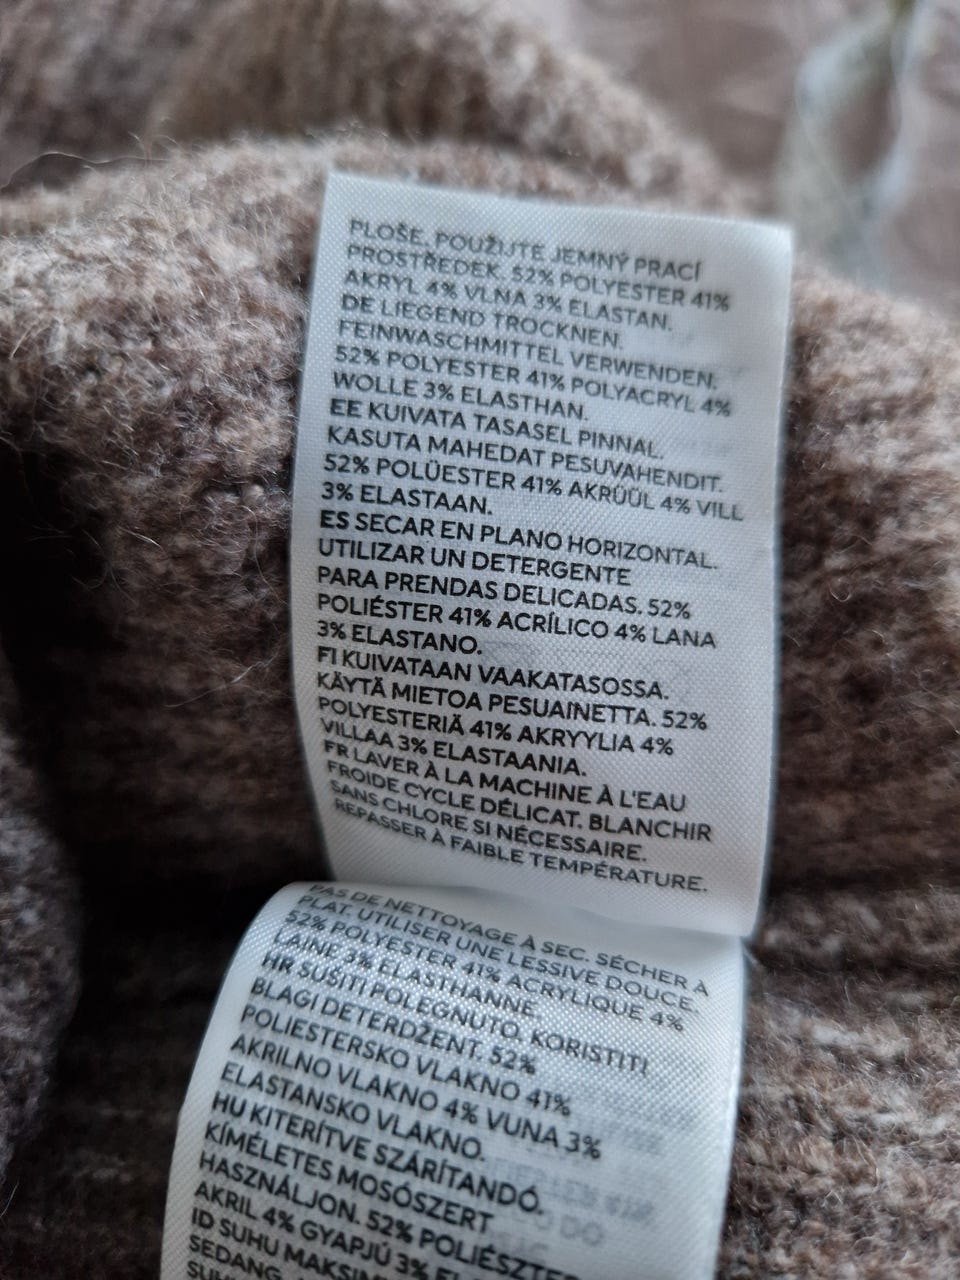 PLOŠE. POUŽIJTE JEMNÝ PRACÍ
PROSTŘEDEK. 52% POLYESTER 41%
AKRYL 4% VLNA 3% ELASTAN.
DE LIEGEND TROCKNEN.
FEINWASCHMITTEL VERWENDEN.
52% POLYESTER 41% POLYACRYL 4%
WOLLE 3% ELASTHAN.
EE KUIVATA TASASEL PINNAL.
KASUTA MAHEDAT PESUVAHENDIT.
52% POLÜESTER 41% AKRÜÜL 4% VILL
3% ELASTAAN.
ES SECAR EN PLANO HORIZONTAL.
UTILIZAR UN DETERGENTE
PARA PRENDAS DELICADAS. 52%
POLIÉSTER 41% ACRÍLICO 4% LANA
3% ELASTANO.
FI KUIVATAAN VAAKATASOSSA.
KÄYTÄ MIETOA PESUAINETTA. 52%
POLYESTERIÄ 41% AKRYYLIA 4%
VILLAA 3% ELASTAANIA.
FR LAVER À LA MACHINE À L'EAU
FROIDE CYCLE DÉLICAT. BLANCHIR
SANS CHLORE SI NÉCESSAIRE.
REPASSER À FAIBLE TEMPÉRATURE.
PAS DE NETTOYAGE À SEC. SÉCHER À
PLAT. UTILISER UNE LESSIVE DOUCE.
52% POLYESTER 41% ACRYLIQUE 4%
LAINE 3% ELASTHANNE.
HR SUŠITI POLEGNUTO. KORISTITI
BLAGI DETERDŽENT. 52%
POLIESTERSKO VLAKNO 41%
AKRILNO VLAKNO 4% VUNA 3%
ELASTANSKO VLAKNO.
HU KITERÍTVE SZÁRÍTANDÓ.
KÍMÉLETES MOSÓSZERT
HASZNÁLJON. 52% POLIÉSZTER
AKRIL 4% GYAPJÚ 3%
ID SUHU MAKSIM
SEDANG.